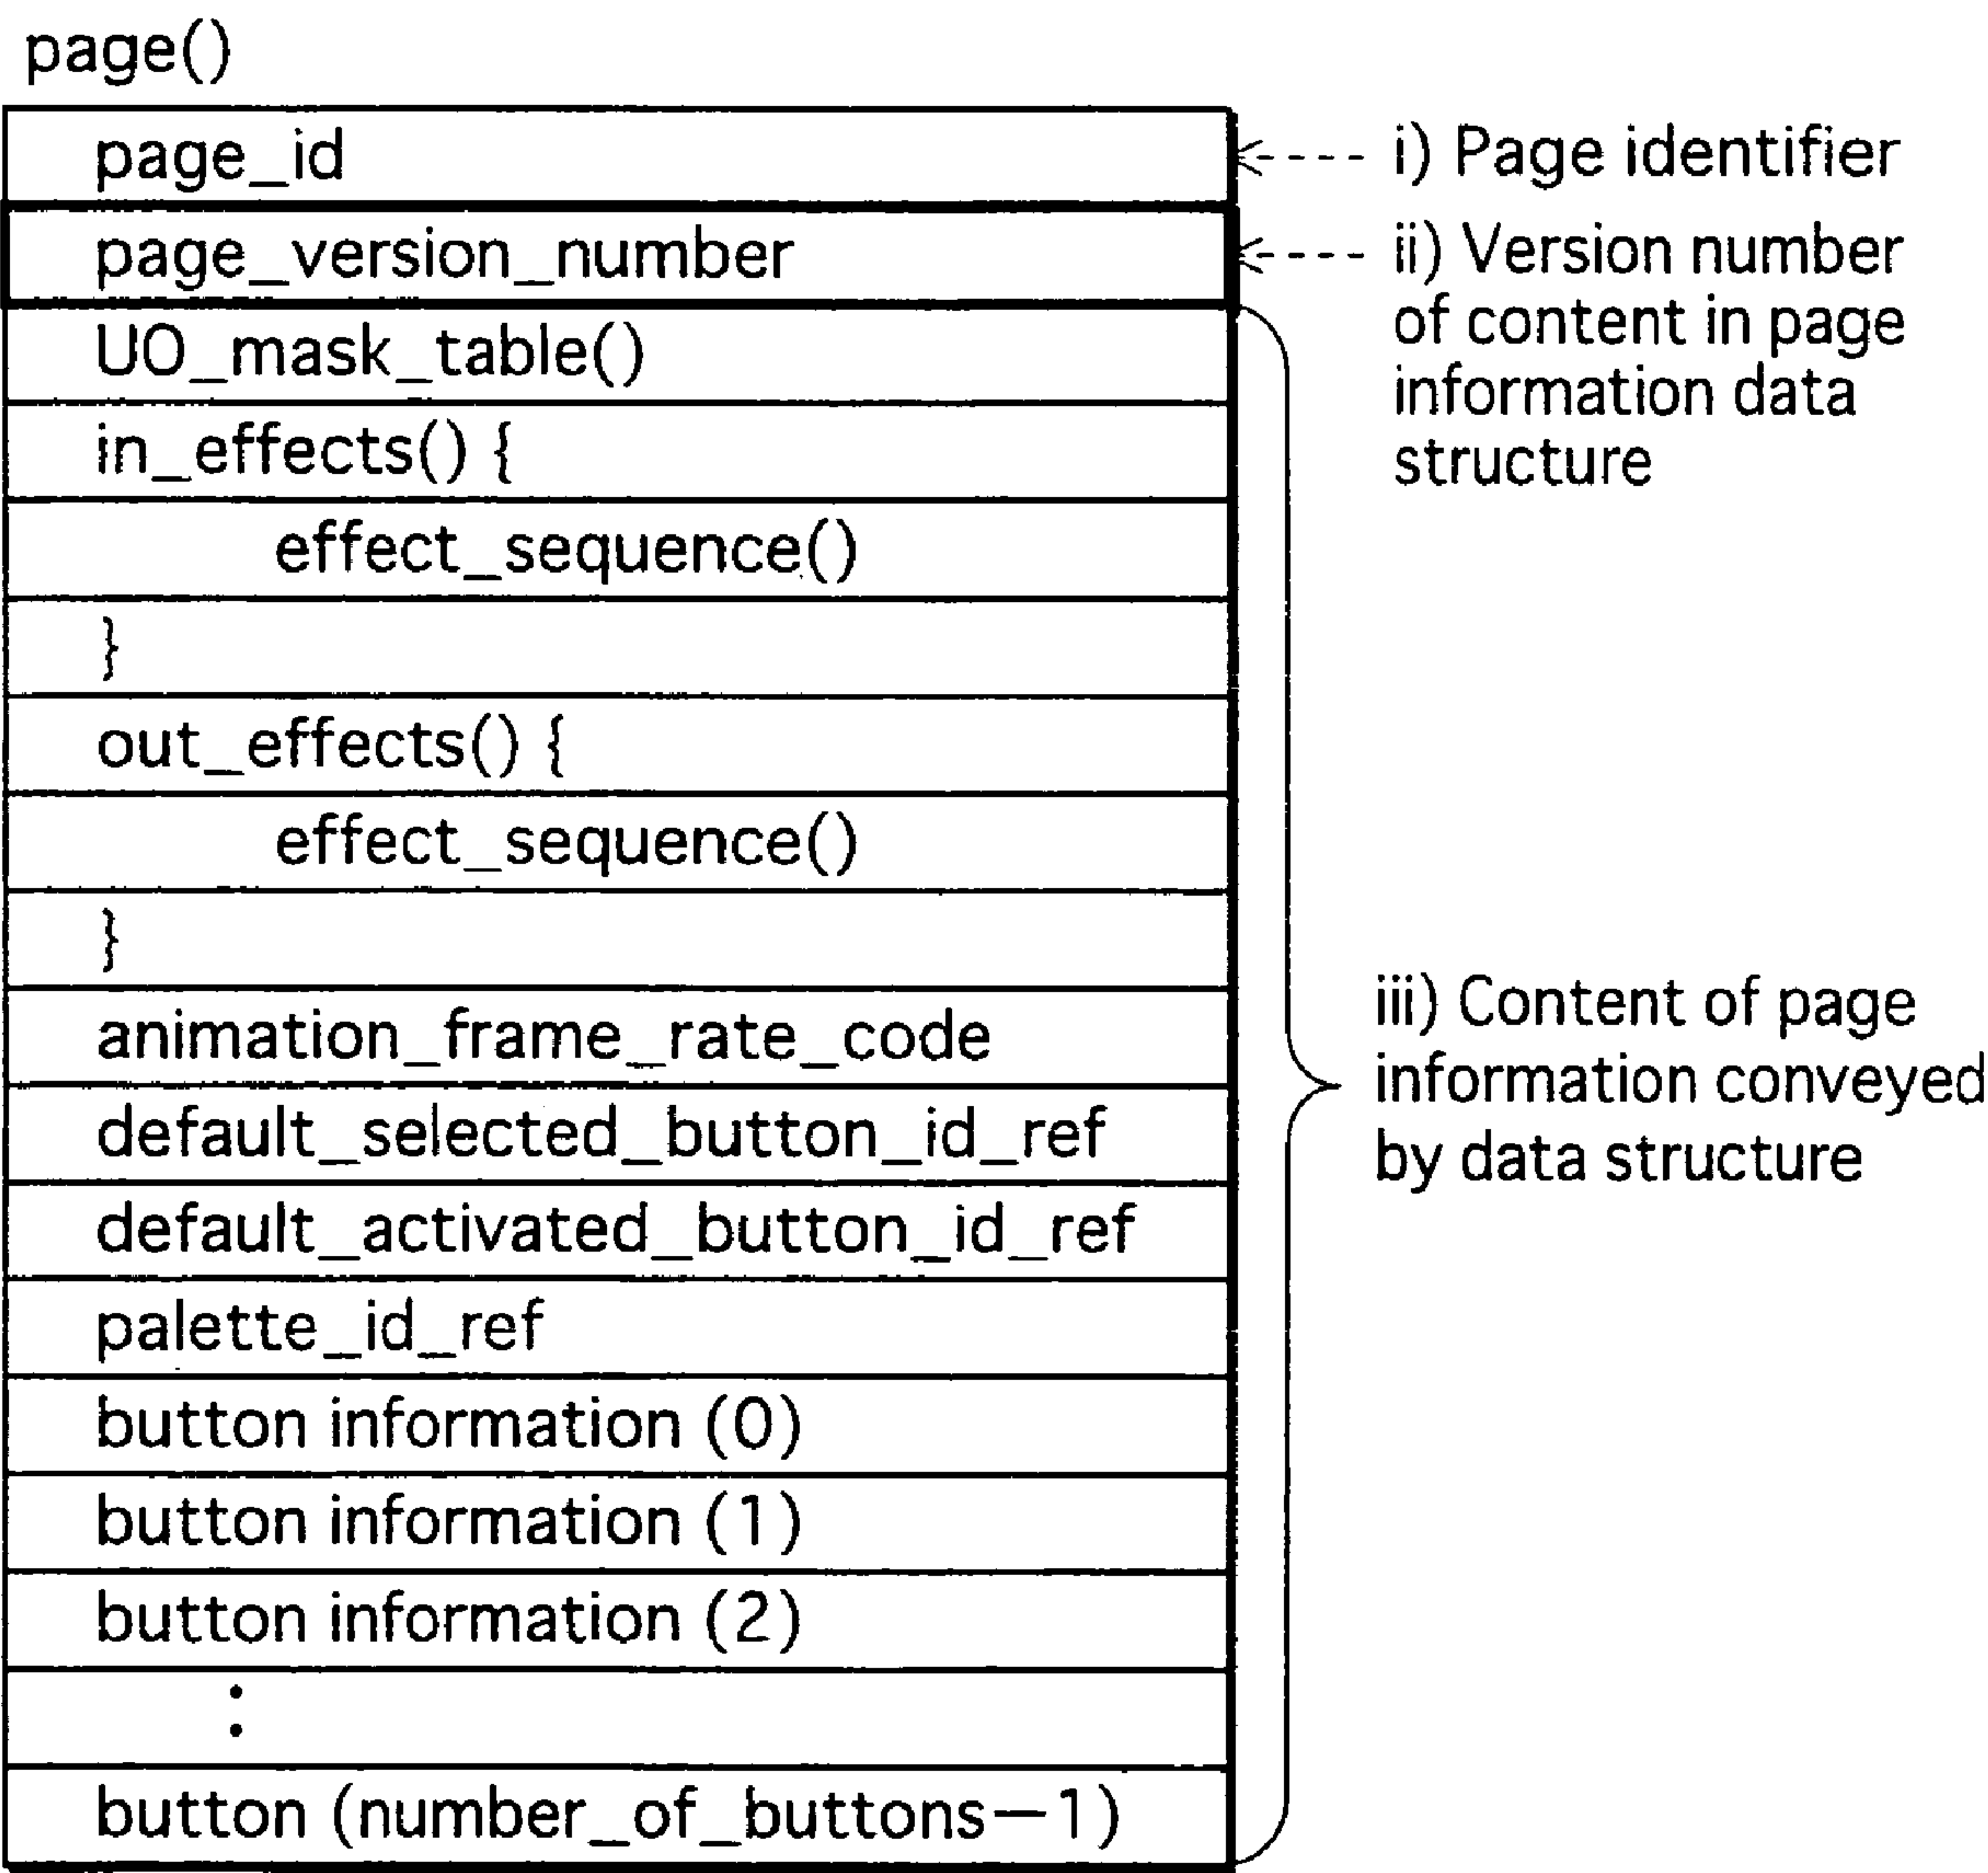 page()
page_id
i) Page identifier
page_version_number
ii) Version number
of content in page
information data
structure
UO_mask_table()
in_effects() {
effect_sequence()
}
out_effects() {
effect_sequence()
}
animation_frame_rate_code
default_selected_button_id_ref
default_activated_button_id_ref
palette_id_ref
button information (0)
button information (1)
button information (2)
:
button (number_of_buttons−1)
iii) Content of page
information conveyed
by data structure